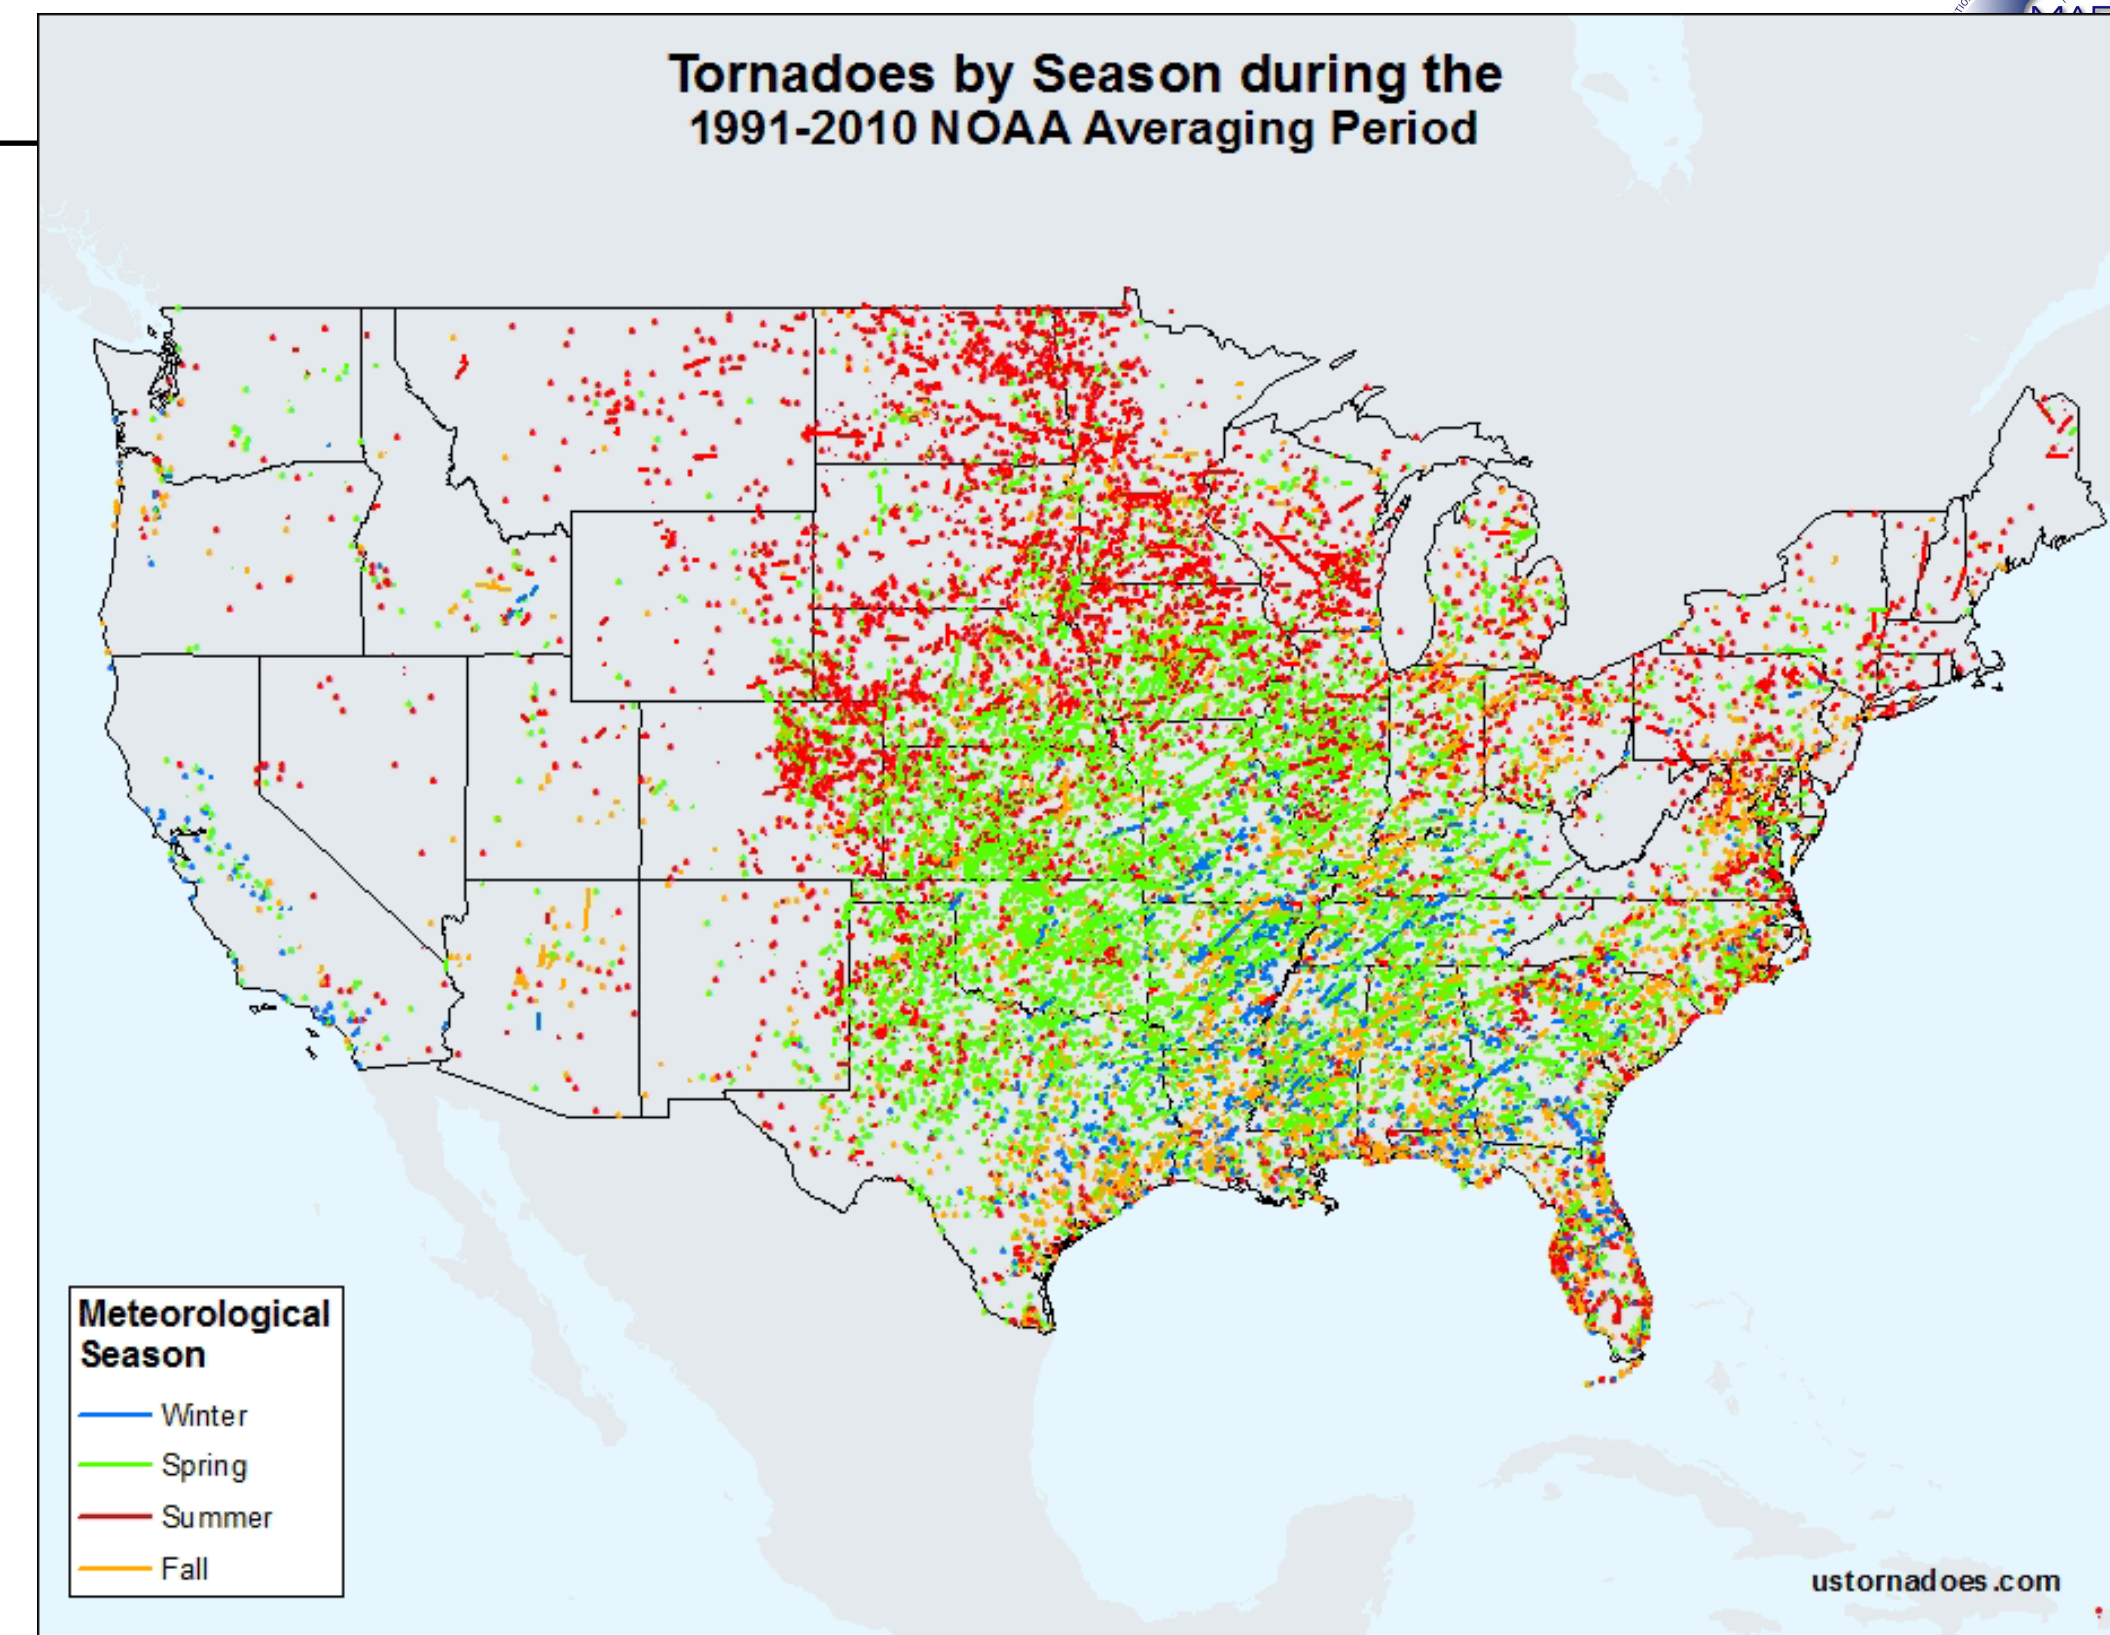 Tornadoes by Season during the
1991-2010 NOAA Averaging Period
Meteorological
Season
Winter
Spring
Summer
Fall
ustornadoes.com